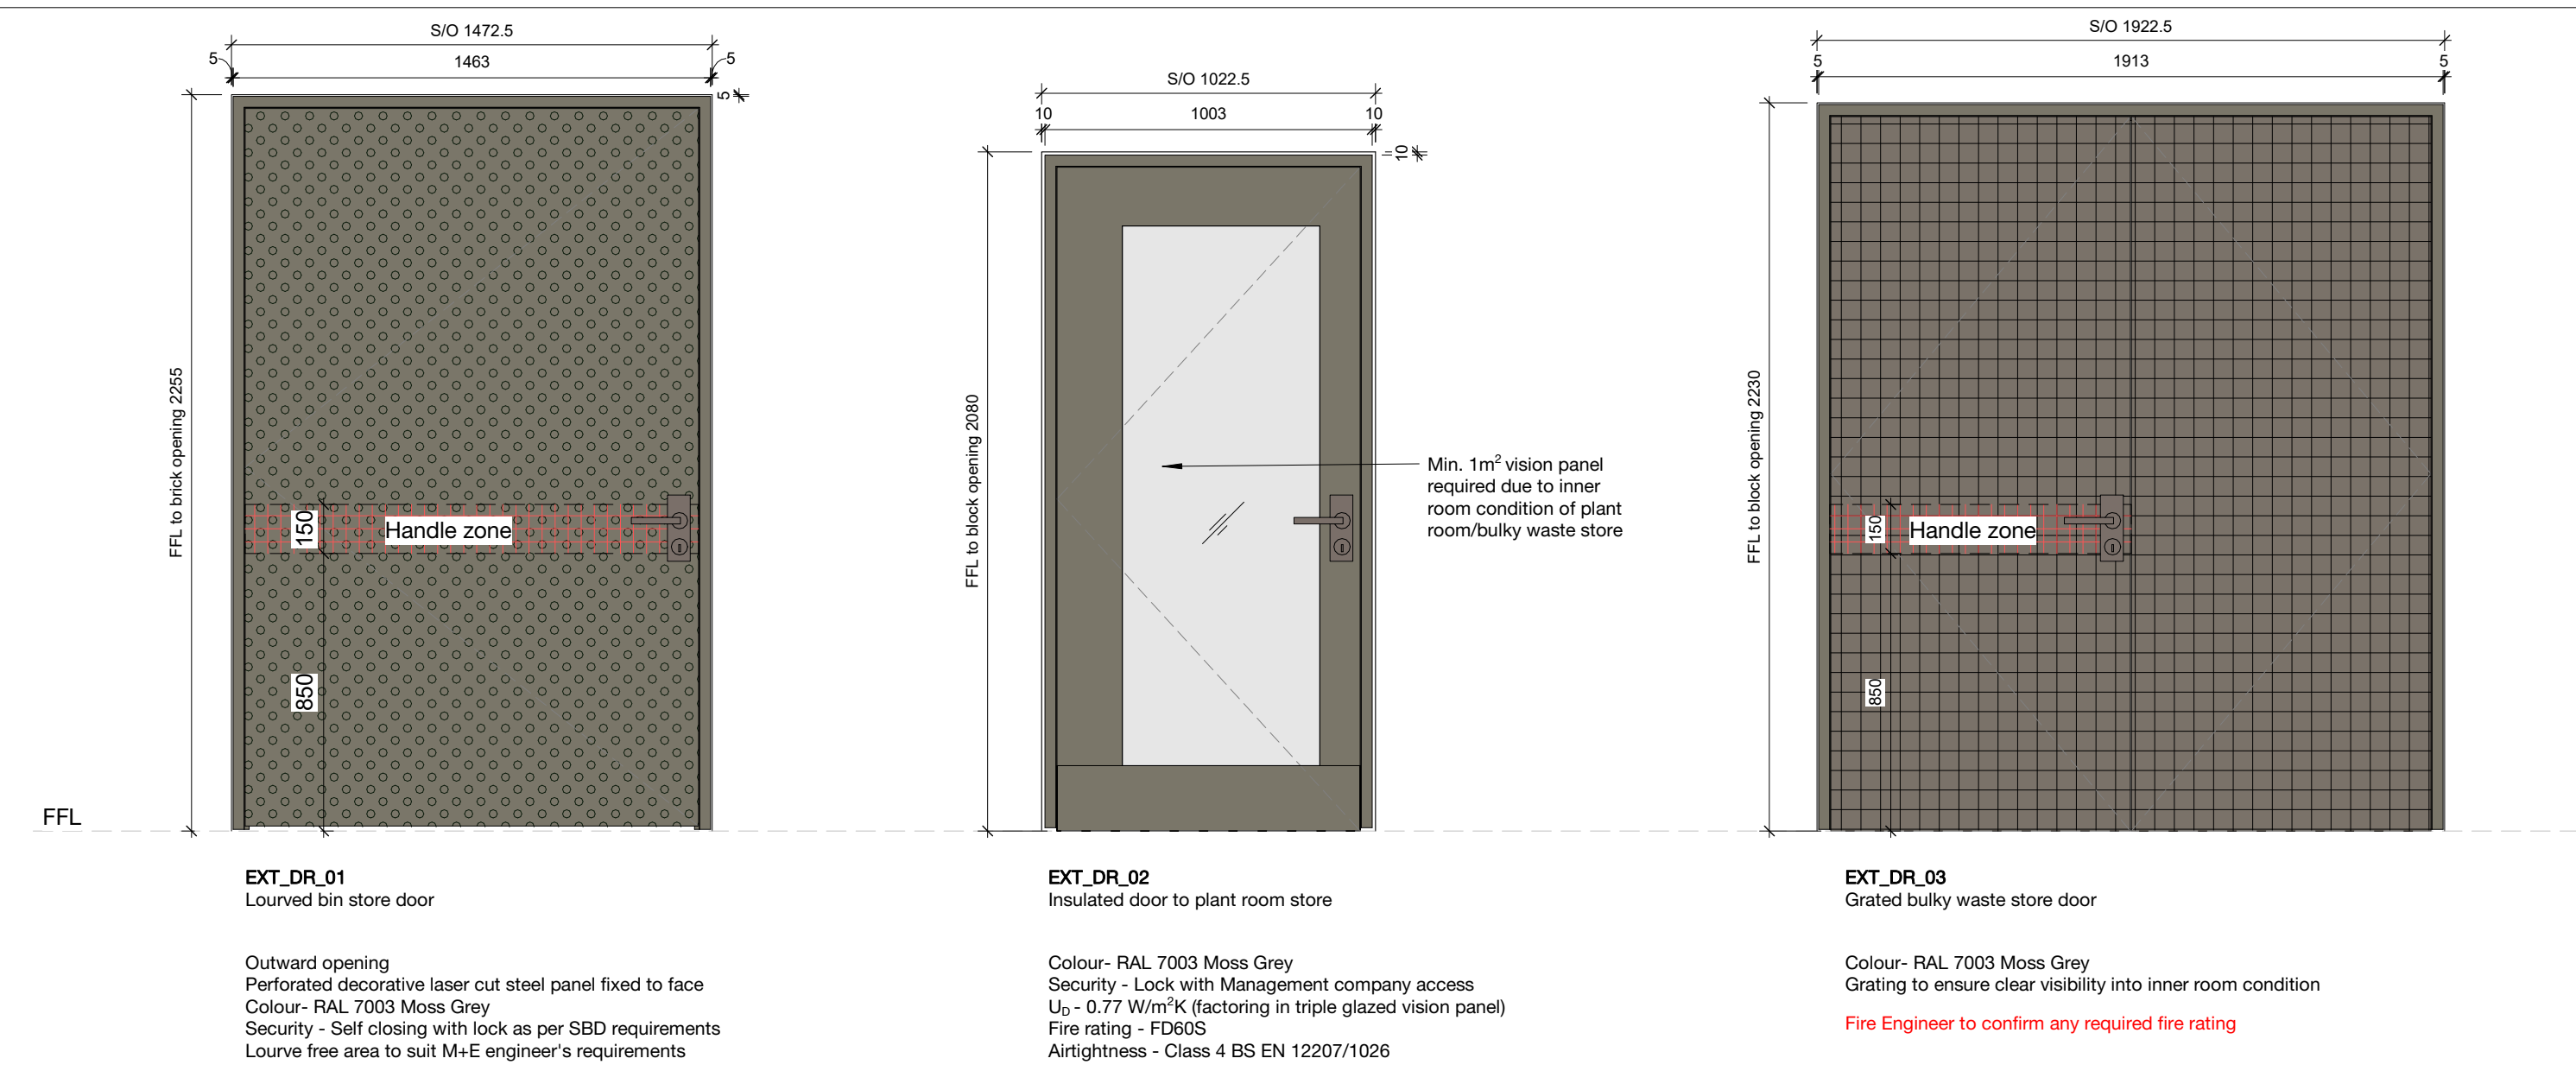 S/O 1472.5
5
1463
5
5
FFL to brick opening 2255
150
Handle zone
850
FFL
EXT_DR_01
Lourved bin store door
Outward opening
Perforated decorative laser cut steel panel fixed to face
Colour- RAL 7003 Moss Grey
Security - Self closing with lock as per SBD requirements
Lourve free area to suit M+E engineer's requirements
S/O 1022.5
10
1003
10
10
FFL to block opening 2080
Min. 1m² vision panel
required due to inner
room condition of plant
room/bulky waste store
EXT_DR_02
Insulated door to plant room store
Colour- RAL 7003 Moss Grey
Security - Lock with Management company access
U_D - 0.77 W/m²K (factoring in triple glazed vision panel)
Fire rating - FD60S
Airtightness - Class 4 BS EN 12207/1026
S/O 1922.5
5
1913
5
FFL to block opening 2230
150
Handle zone
850
EXT_DR_03
Grated bulky waste store door
Colour- RAL 7003 Moss Grey
Grating to ensure clear visibility into inner room condition
Fire Engineer to confirm any required fire rating